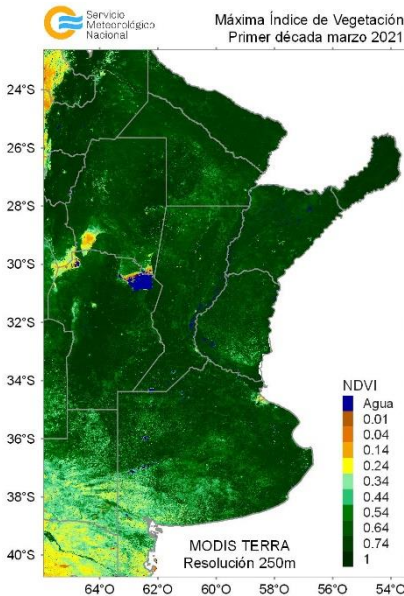 Servicio
Meteorológico
Nacional
Máxima Índice de Vegetación
Primer década marzo 2021
24°S
26°S
28°S
30°S
32°S
34°S
36°S
38°S
40°S
NDVI
Agua
0.01
0.04
0.14
0.24
0.34
0.44
0.54
0.64
0.74
1
MODIS TERRA
Resolución 250m
64°O 62°O 60°O 58°O 56°O 54°O